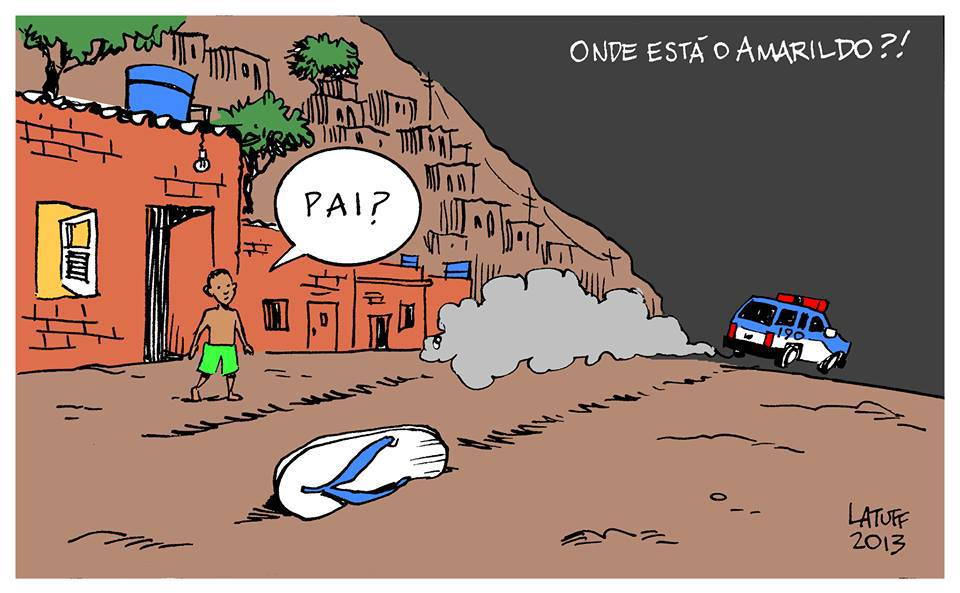 ONDE ESTÁ O AMARILDO?!
PAI?
190
LATUFF
2013